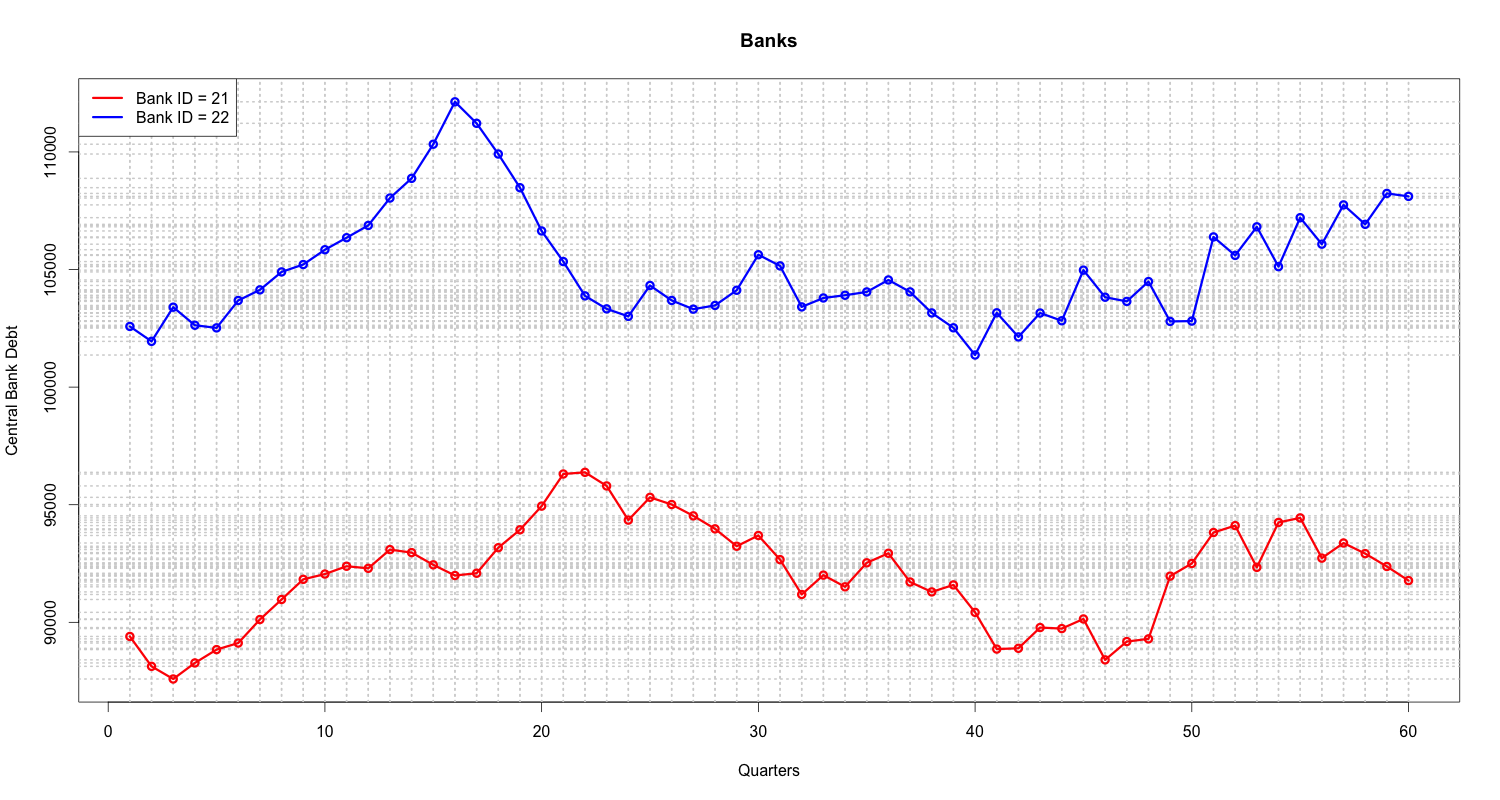 Banks
Bank ID = 21
Bank ID = 22
Central Bank Debt
110000
105000
100000
95000
90000
0 10 20 30 40 50 60
Quarters